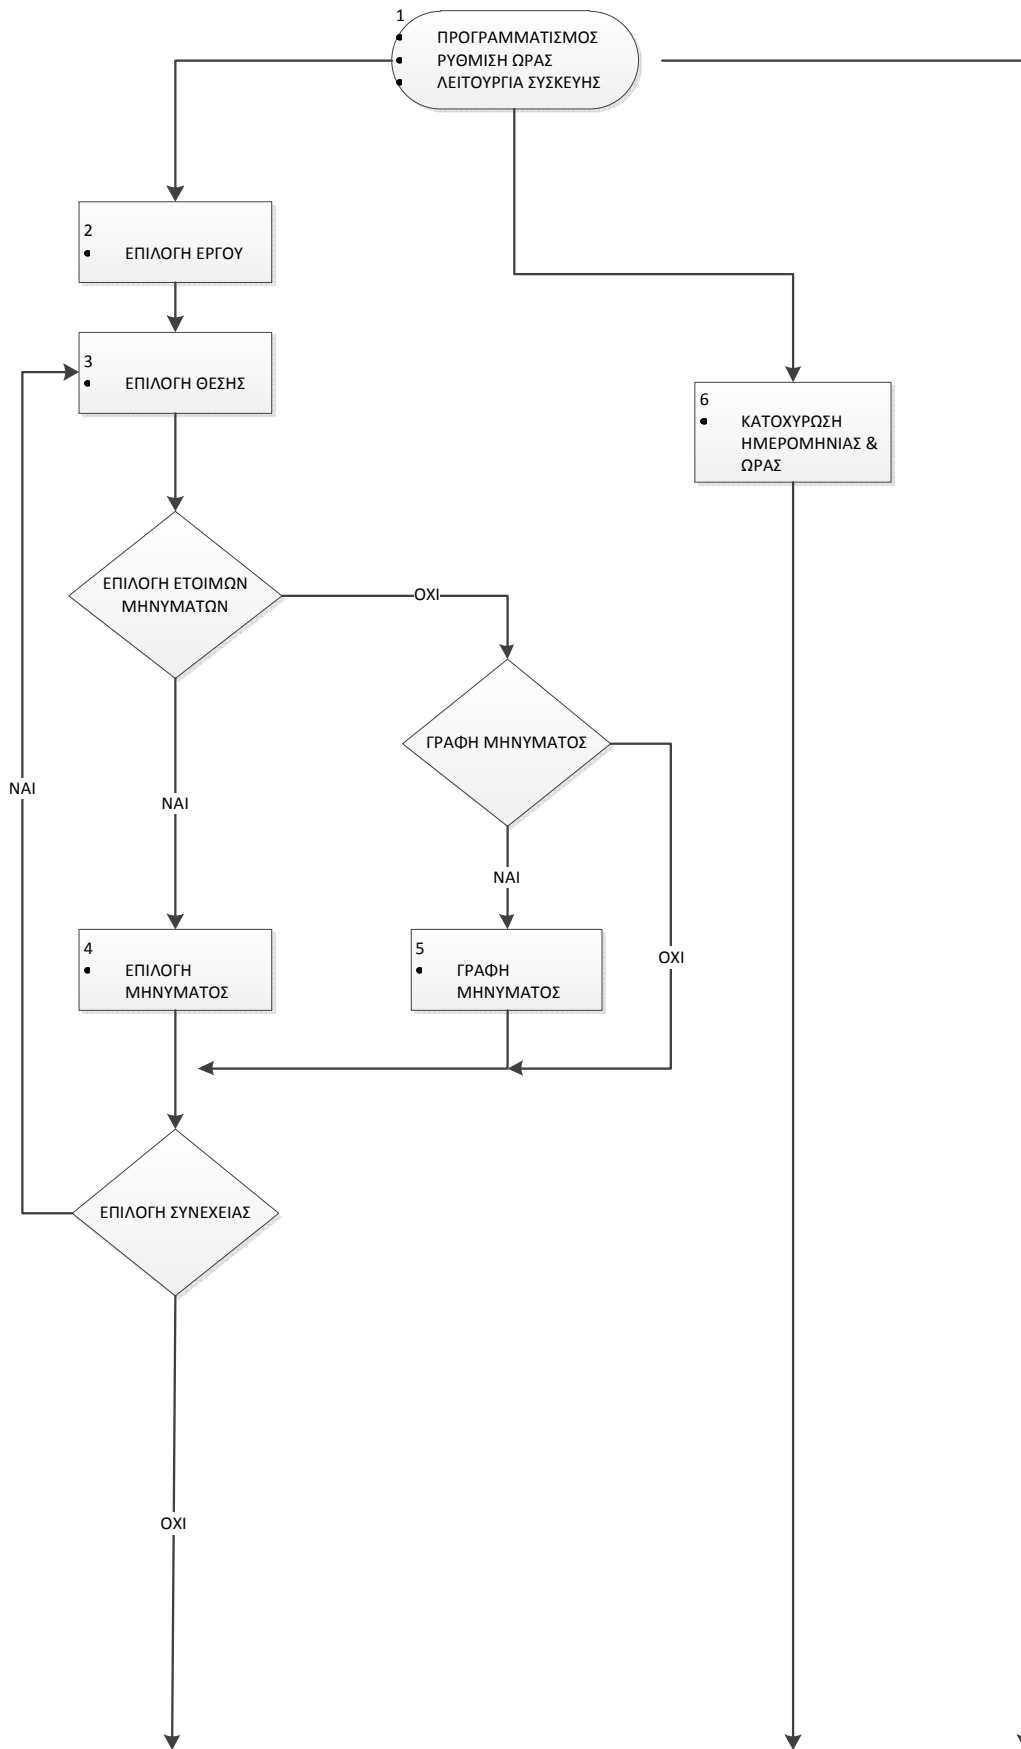 1
• ΠΡΟΓΡΑΜΜΑΤΙΣΜΟΣ
• ΡΥΘΜΙΣΗ ΩΡΑΣ
• ΛΕΙΤΟΥΡΓΙΑ ΣΥΣΚΕΥΗΣ
2
• ΕΠΙΛΟΓΗ ΕΡΓΟΥ
3
• ΕΠΙΛΟΓΗ ΘΕΣΗΣ
6
• ΚΑΤΟΧΥΡΩΣΗ
ΗΜΕΡΟΜΗΝΙΑΣ &
ΩΡΑΣ
ΕΠΙΛΟΓΗ ΕΤΟΙΜΩΝ
ΜΗΝΥΜΑΤΩΝ
ΟΧΙ
ΓΡΑΦΗ ΜΗΝΥΜΑΤΟΣ
ΝΑΙ
ΝΑΙ
ΝΑΙ
4
• ΕΠΙΛΟΓΗ
ΜΗΝΥΜΑΤΟΣ
5
• ΓΡΑΦΗ
ΜΗΝΥΜΑΤΟΣ
ΟΧΙ
ΕΠΙΛΟΓΗ ΣΥΝΕΧΕΙΑΣ
ΟΧΙ